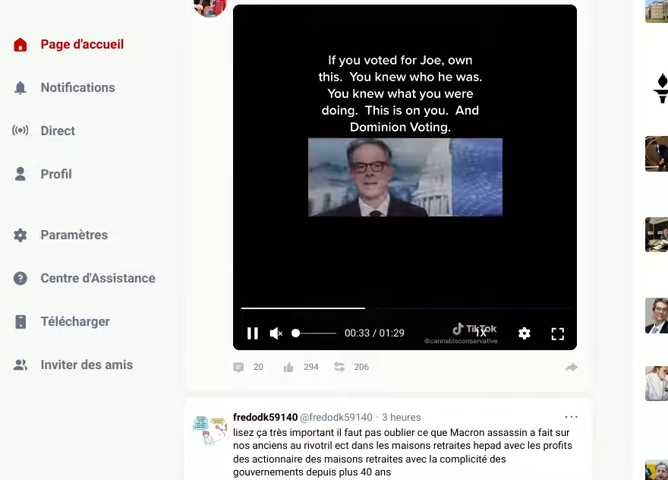 Page d'accueil
Notifications
Direct
Profil
Paramètres
Centre d'Assistance
Télécharger
Inviter des amis
If you voted for Joe, own
this. You knew who he was.
You knew what you were
doing. This is on you. And
Dominion Voting.
00:33 / 01:29
1X
TikTok
@cannablsconservative
20
294
206
fredodk59140 @fredodk59140 · 3 heures
lisez ça très important il faut pas oublier ce que Macron assassin a fait sur
nos anciens au rivotril ect dans les maisons retraites hepad avec les profits
des actionnaire des maisons retraites avec la complicité des
gouvernements depuis plus 40 ans